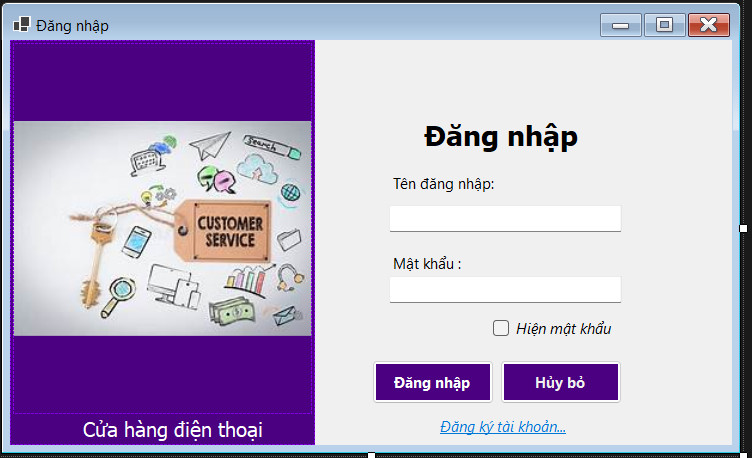 Đăng nhập
Search
CUSTOMER
SERVICE
Cửa hàng điện thoại
Đăng nhập
Tên đăng nhập:
Mật khẩu :
Hiện mật khẩu
Đăng nhập
Hủy bỏ
Đăng ký tài khoản...